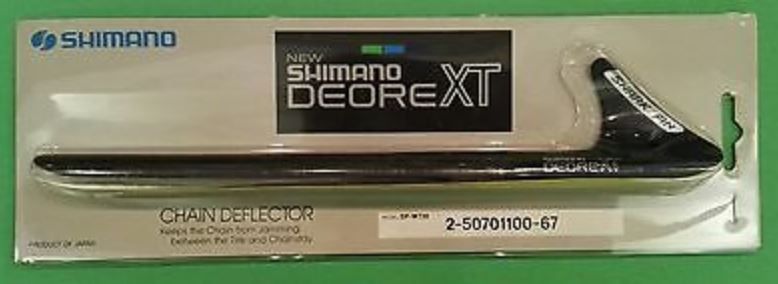 SHIMANO
NEW
SHIMANO
DEORE XT
SHARK FIN
DEORE XT
CHAIN DEFLECTOR
Keeps the Chain from Jamming
between the Tire and Chainstay.
2-50701100-67
PRODUCT OF JAPAN